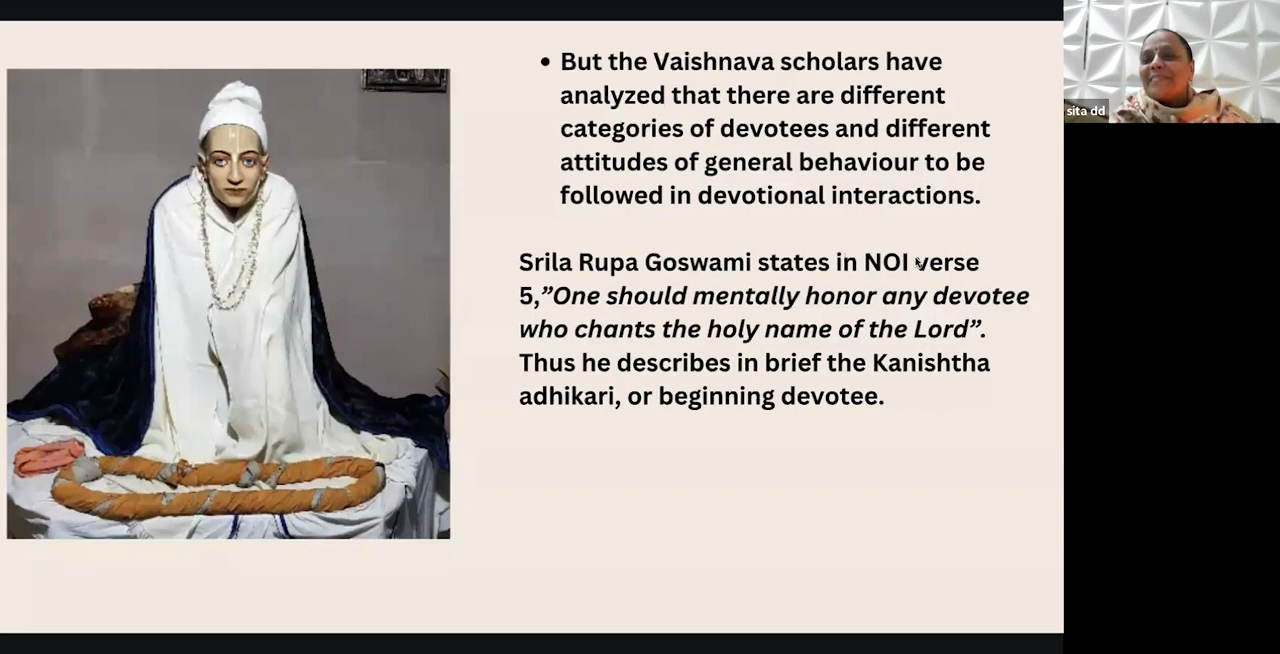 • But the Vaishnava scholars have
analyzed that there are different
categories of devotees and different
attitudes of general behaviour to be
followed in devotional interactions.
Srila Rupa Goswami states in NOI verse
5,”One should mentally honor any devotee
who chants the holy name of the Lord”.
Thus he describes in brief the Kanishtha
adhikari, or beginning devotee.
sita dd